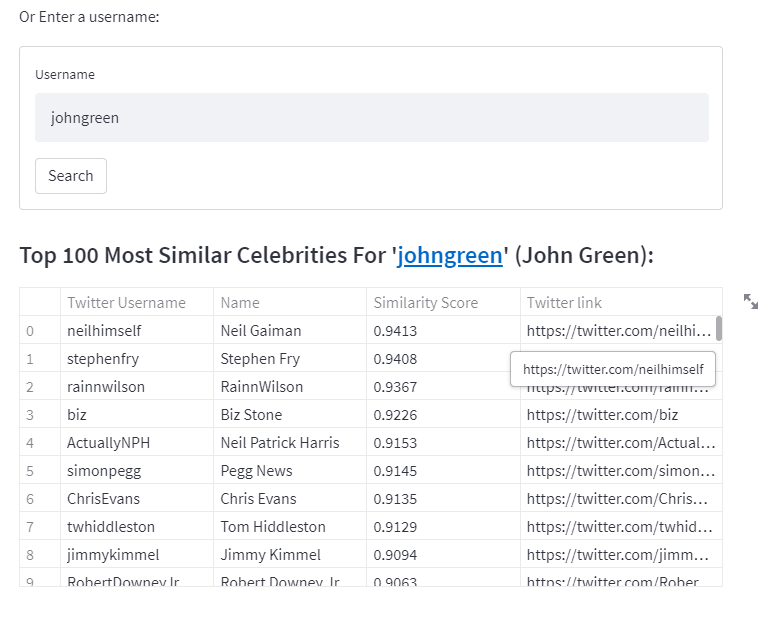 Or Enter a username:
Username
johngreen
Search
Top 100 Most Similar Celebrities For 'johngreen' (John Green):
Twitter Username Name Similarity Score Twitter link
0 neilhimself Neil Gaiman 0.9413 https://twitter.com/neilhi...
1 stephenfry Stephen Fry 0.9408
https://twitter.com/neilhimself
2 rainnwilson RainnWilson 0.9367 https://twitter.com/rainn...
3 biz Biz Stone 0.9226 https://twitter.com/biz
4 ActuallyNPH Neil Patrick Harris 0.9153 https://twitter.com/Actual...
5 simonpegg Pegg News 0.9145 https://twitter.com/simon...
6 ChrisEvans Chris Evans 0.9135 https://twitter.com/Chris...
7 twhiddleston Tom Hiddleston 0.9129 https://twitter.com/twhid...
8 jimmykimmel Jimmy Kimmel 0.9094 https://twitter.com/jimm...
9 RobertDowneyJr Robert Downey Jr 0.9063 https://twitter.com/Rober...